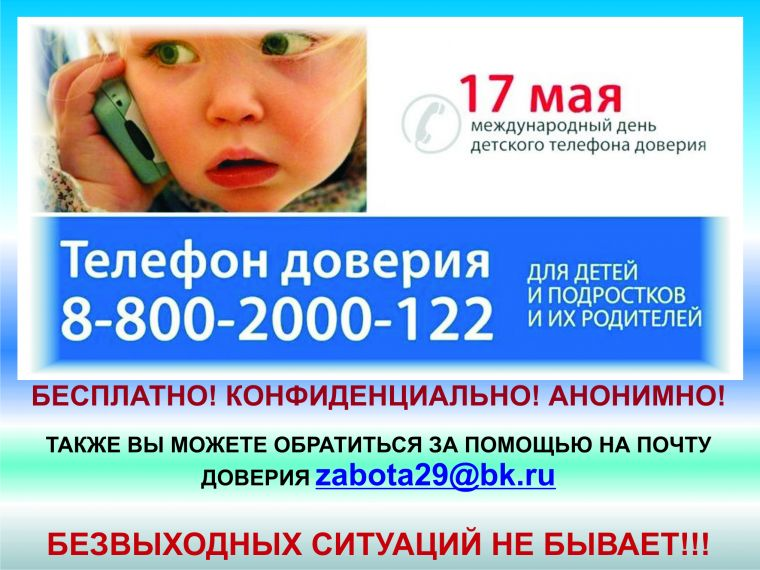 17 мая
международный день
детского телефона доверия
Телефон доверия
8-800-2000-122
ДЛЯ ДЕТЕЙ
И ПОДРОСТКОВ
И ИХ РОДИТЕЛЕЙ
БЕСПЛАТНО! КОНФИДЕНЦИАЛЬНО! АНОНИМНО!
ТАКЖЕ ВЫ МОЖЕТЕ ОБРАТИТЬСЯ ЗА ПОМОЩЬЮ НА ПОЧТУ
ДОВЕРИЯ zabota29@bk.ru
БЕЗВЫХОДНЫХ СИТУАЦИЙ НЕ БЫВАЕТ!!!